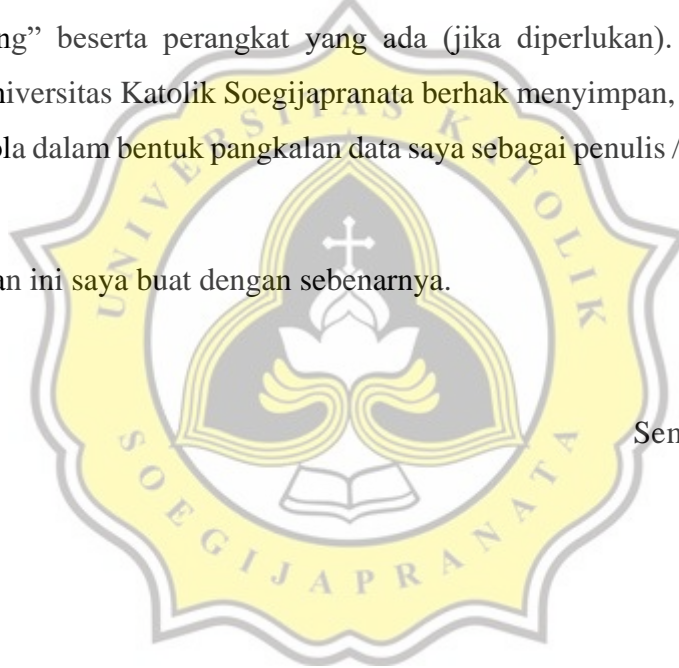 ng” beserta perangkat yang ada (jika diperlukan).
niversitas Katolik Soegijapranata berhak menyimpan,
la dalam bentuk pangkalan data saya sebagai penulis /
an ini saya buat dengan sebenarnya.
Sem
UNIVERSITAS KATOLIK
SOEGIJAPRANATA